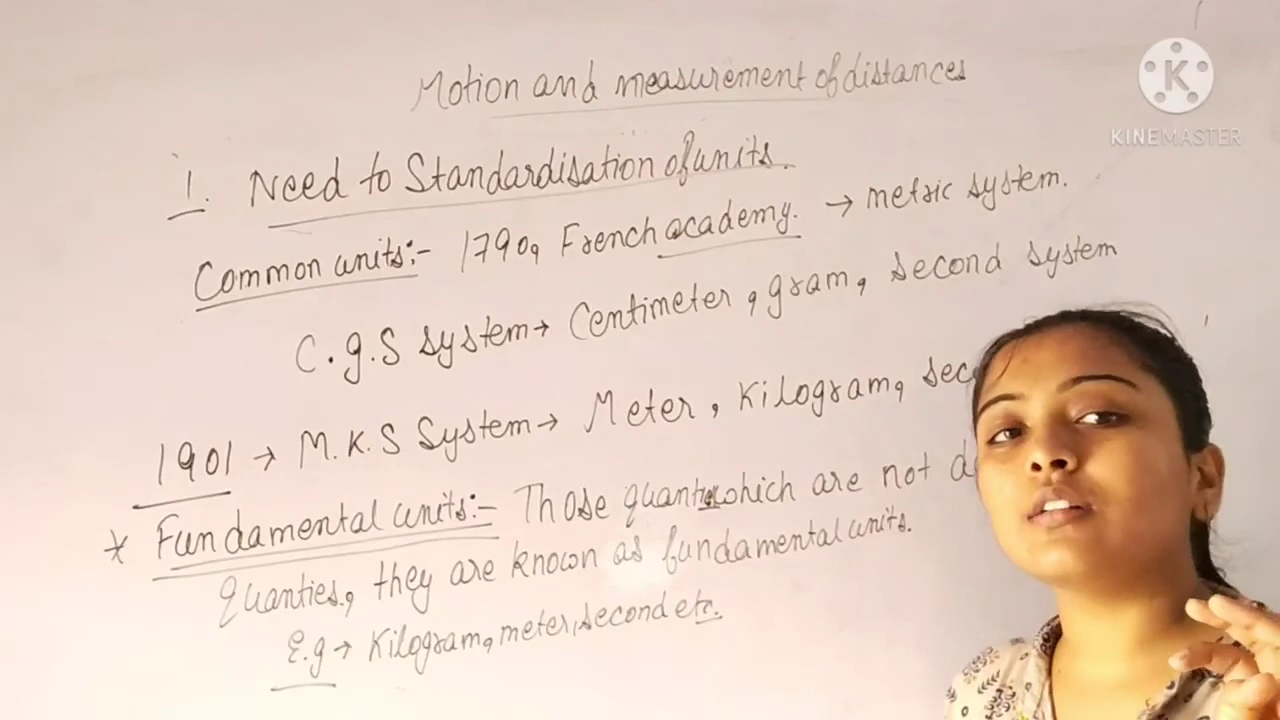 Motion and measurement of distances
KINEMASTER
1. Need to Standardisation of units.
Common units:- 1790, French academy. → metric system.
C.g.S system → Centimeter, gram, second system
1901 → M.K.S System → Meter, Kilogram,
* Fundamental units:- Those which are not
Quanties, they are known as fundamental units.
E.g → Kilogram, meter, second etc.